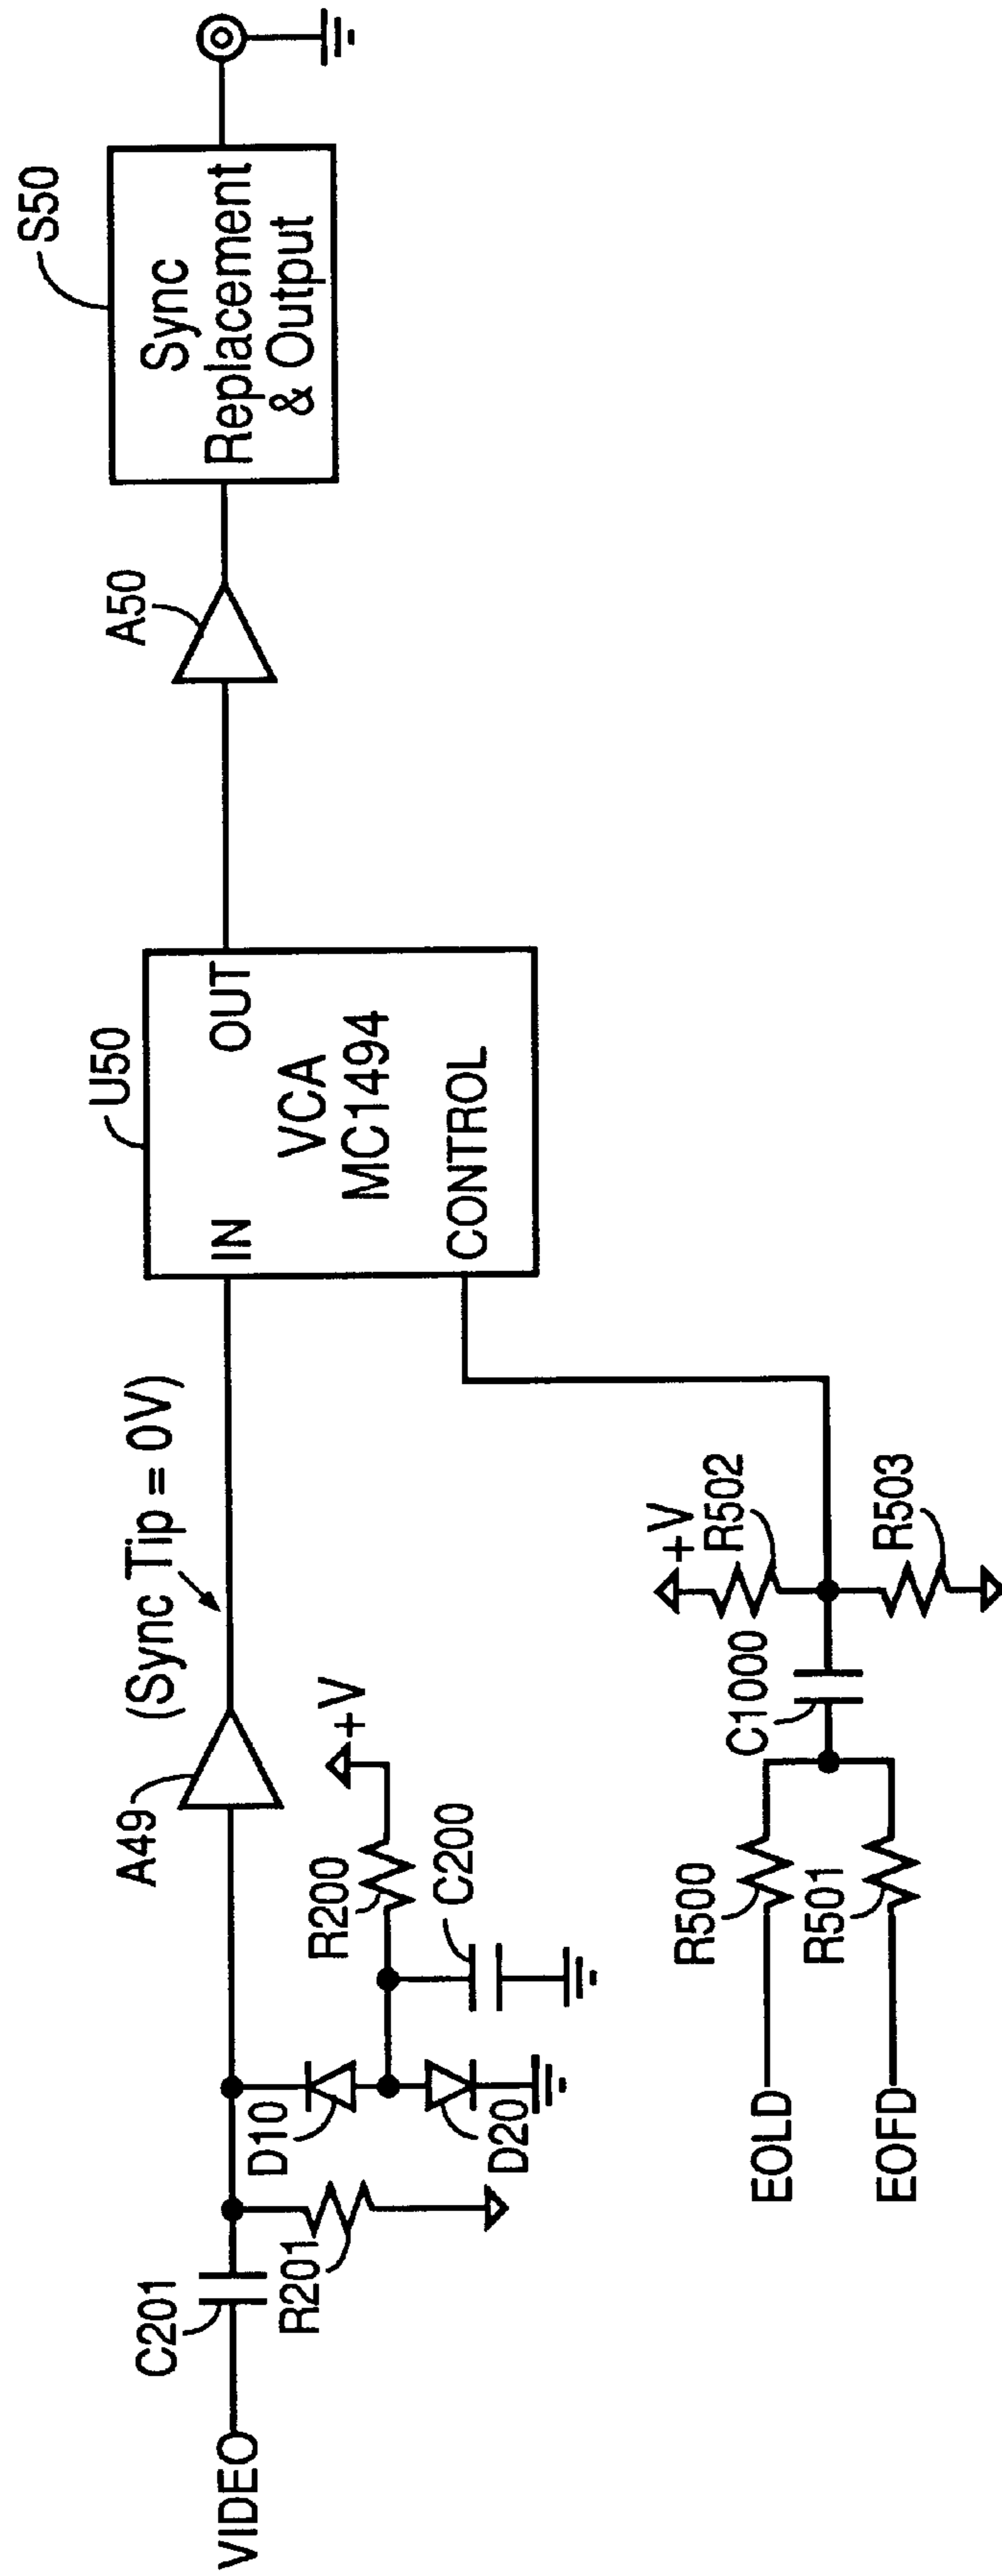 VIDEO
C201
R201
D10
D20
R200
+V
C200
A49
(Sync Tip = 0V)
U50
IN
OUT
VCA
MC1494
CONTROL
A50
S50
Sync
Replacement
& Output
EOLD
EOFD
R500
R501
C1000
+V
R502
R503